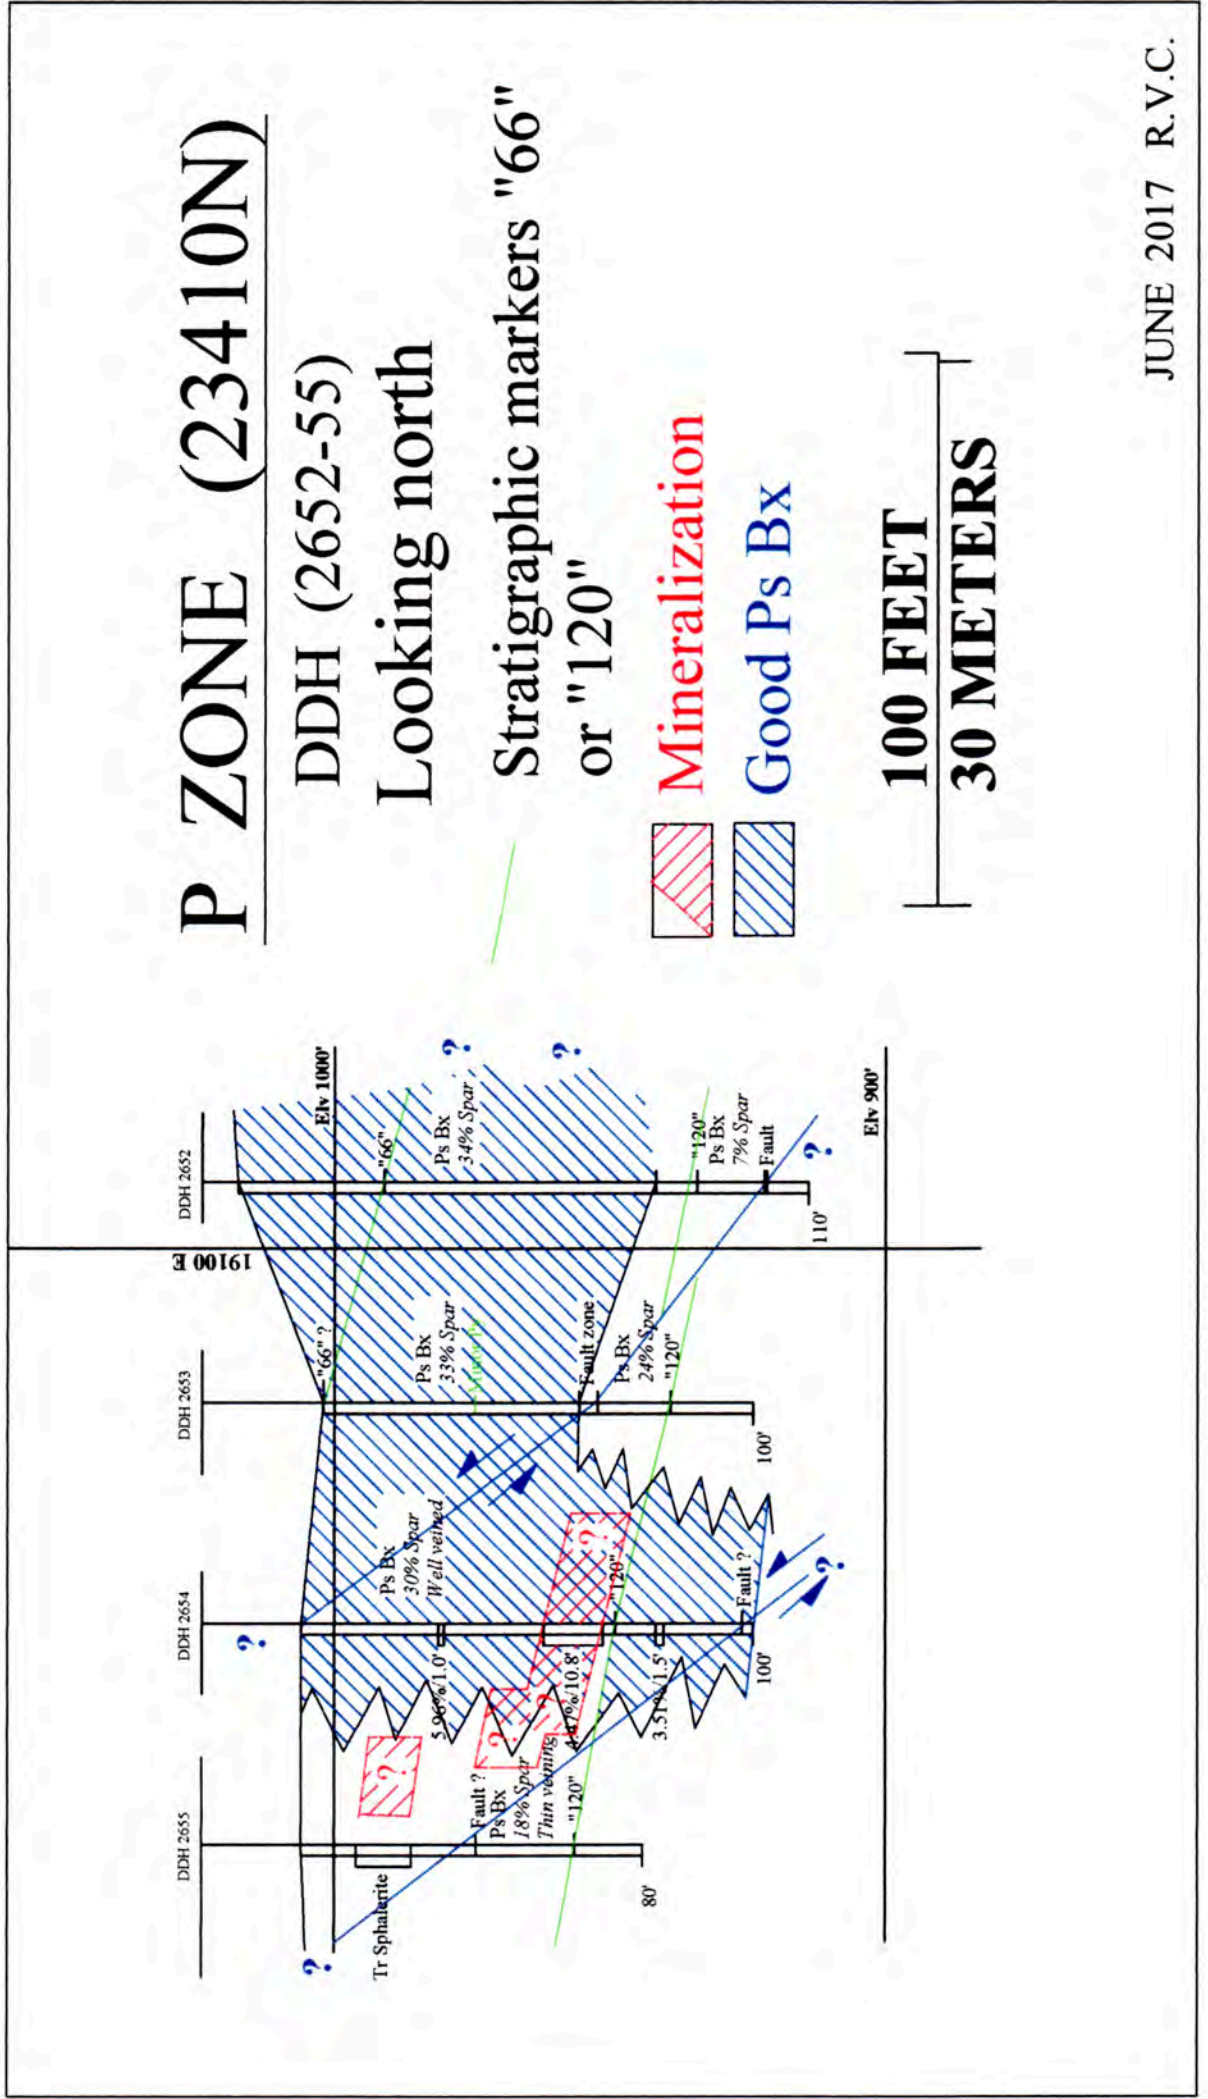 P ZONE (23410N)
DDH (2652-55)
Looking north
Stratigraphic markers "66"
or "120"
Mineralization
Good Ps Bx
100 FEET
30 METERS
JUNE 2017 R.V.C.
DDH 2655
DDH 2654
DDH 2653
19100 E
DDH 2652
Elv 1000'
Elv 900'
?
Tr Sphalerite
?
Fault ?
Ps Bx
18% Spar
Thin veining
"120"
80'
?
?
?
?
Ps Bx
30% Spar
Well veined
5.96%/1.0'
4.47%/10.8'
"120"
3.51%/1.5'
Fault ?
100'
?
"66" ?
Ps Bx
33% Spar
Minor Py
Fault zone
Ps Bx
24% Spar
"120"
100'
"66"
Ps Bx
34% Spar
?
?
"120"
Ps Bx
7% Spar
Fault
110'
?